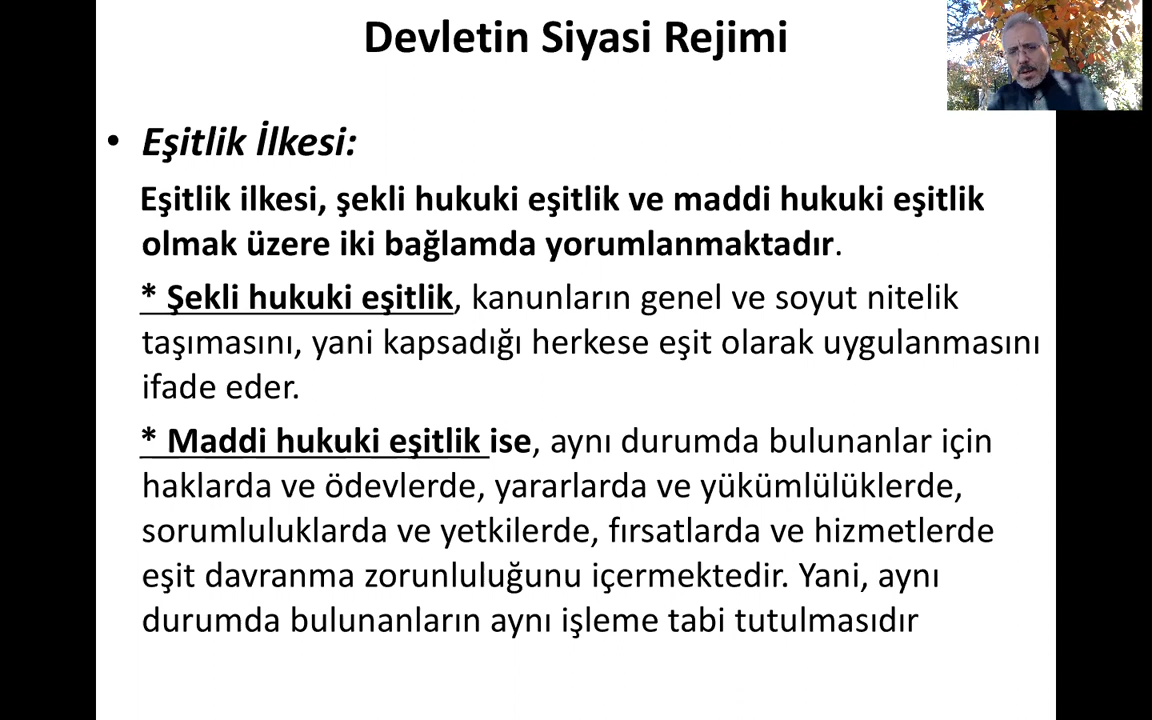 Devletin Siyasi Rejimi
• Eşitlik İlkesi:
Eşitlik ilkesi, şekli hukuki eşitlik ve maddi hukuki eşitlik
olmak üzere iki bağlamda yorumlanmaktadır.
* Şekli hukuki eşitlik, kanunların genel ve soyut nitelik
taşımasını, yani kapsadığı herkese eşit olarak uygulanmasını
ifade eder.
* Maddi hukuki eşitlik ise, aynı durumda bulunanlar için
haklarda ve ödevlerde, yararlarda ve yükümlülüklerde,
sorumluluklarda ve yetkilerde, fırsatlarda ve hizmetlerde
eşit davranma zorunluluğunu içermektedir. Yani, aynı
durumda bulunanların aynı işleme tabi tutulmasıdır